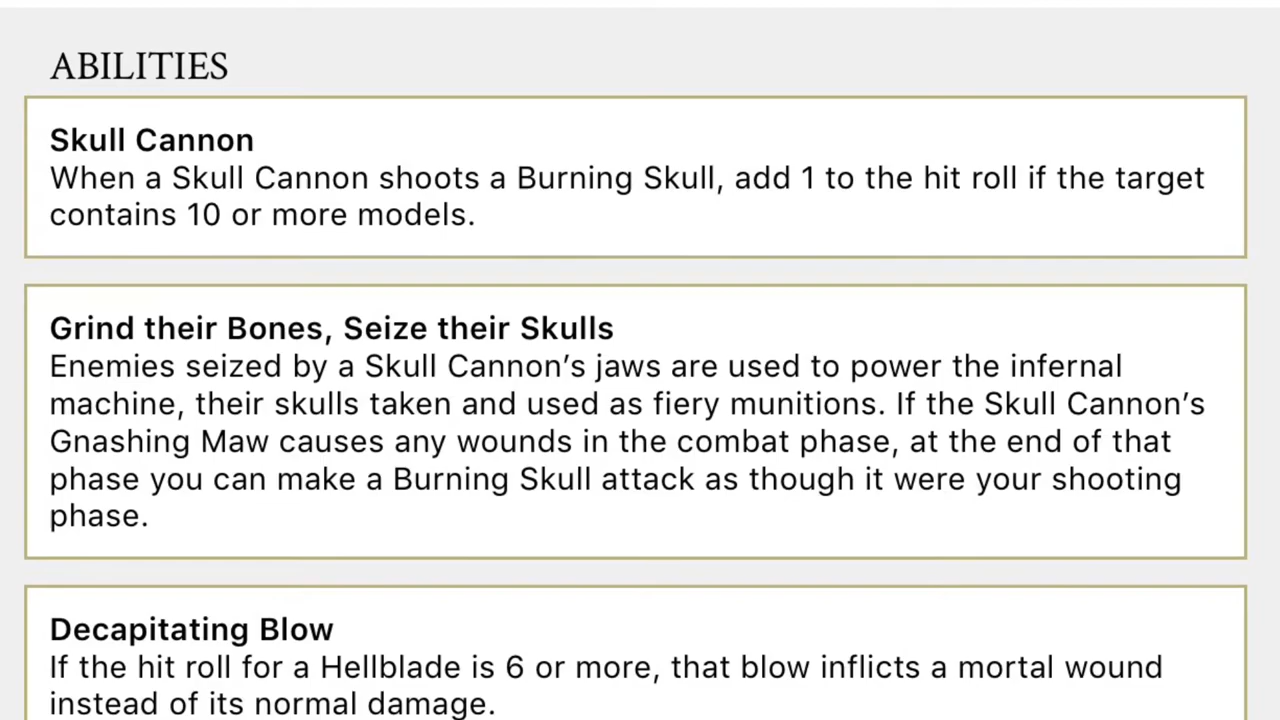 ABILITIES
Skull Cannon
When a Skull Cannon shoots a Burning Skull, add 1 to the hit roll if the target
contains 10 or more models.
Grind their Bones, Seize their Skulls
Enemies seized by a Skull Cannon’s jaws are used to power the infernal
machine, their skulls taken and used as fiery munitions. If the Skull Cannon’s
Gnashing Maw causes any wounds in the combat phase, at the end of that
phase you can make a Burning Skull attack as though it were your shooting
phase.
Decapitating Blow
If the hit roll for a Hellblade is 6 or more, that blow inflicts a mortal wound
instead of its normal damage.